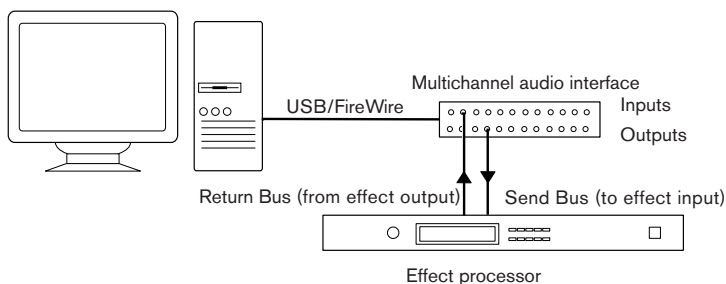 Multichannel audio interface
USB/FireWire
Inputs
Outputs
Return Bus (from effect output)
Send Bus (to effect input)
Effect processor